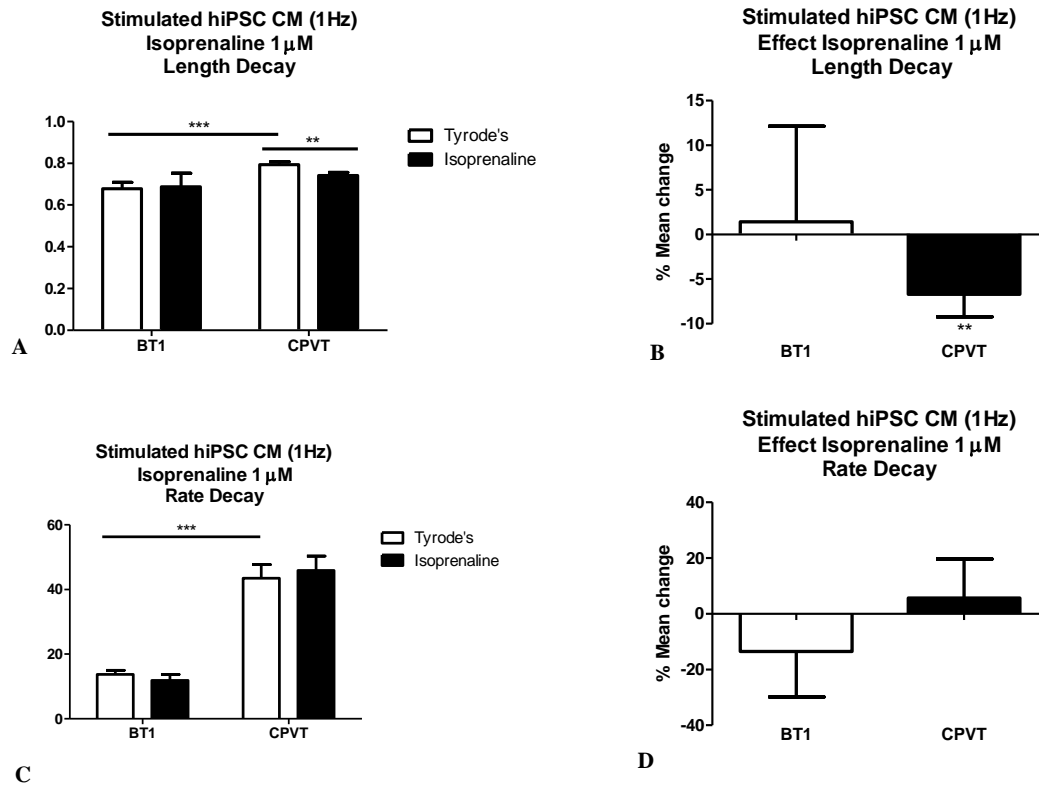 Stimulated hiPSC CM (1Hz)
Isoprenaline 1 μM
Length Decay
1.0
0.8
0.6
0.4
0.2
0.0
***
**
BT1
CPVT
Tyrode's
Isoprenaline
A
Stimulated hiPSC CM (1Hz)
Effect Isoprenaline 1 μM
Length Decay
% Mean change
15
10
5
0
-5
-10
**
BT1
CPVT
B
Stimulated hiPSC CM (1Hz)
Isoprenaline 1 μM
Rate Decay
60
40
20
0
***
BT1
CPVT
Tyrode's
Isoprenaline
C
Stimulated hiPSC CM (1Hz)
Effect Isoprenaline 1 μM
Rate Decay
% Mean change
40
20
0
-20
-40
BT1
CPVT
D